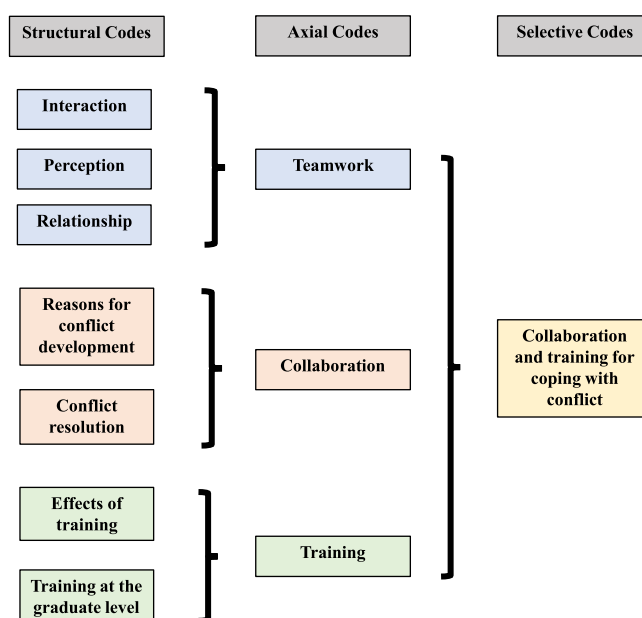 Structural Codes
Axial Codes
Selective Codes
Interaction
Perception
Relationship
Teamwork
Reasons for
conflict
development
Conflict
resolution
Collaboration
Effects of
training
Training at the
graduate level
Training
Collaboration
and training for
coping with
conflict